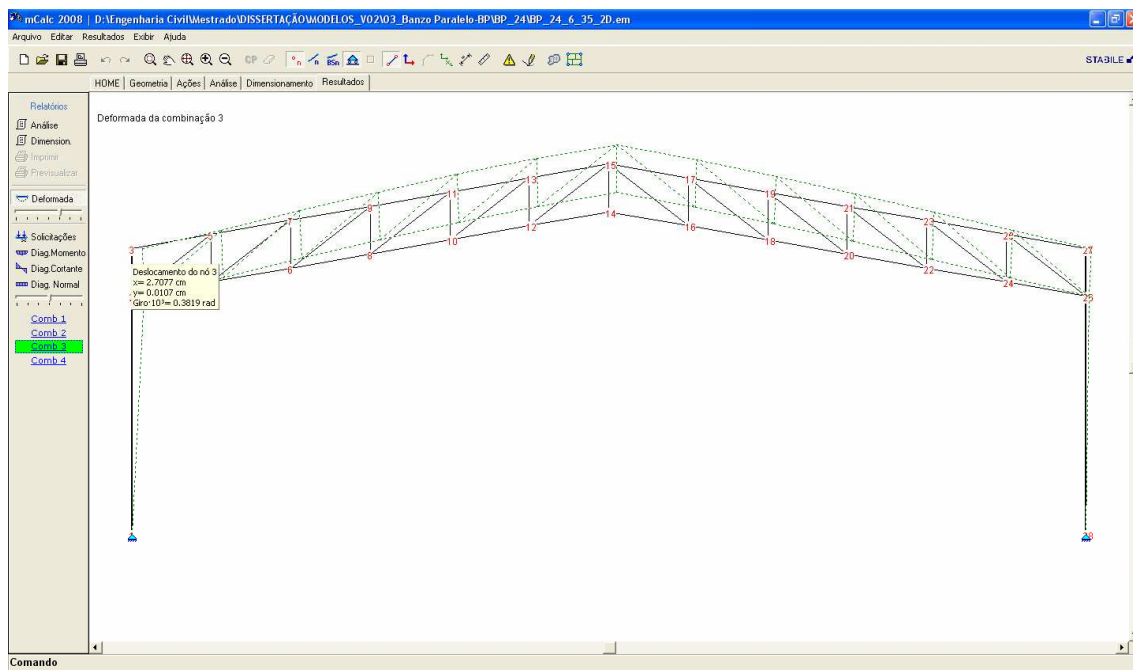 mCalc 2008 | D:\Engenharia Civil\Mestrado\DISSERTAÇÃO\MODELOS_V02\03_Banzo Paralelo-BP\BP_24\BP_24_6_35_2D.em
Arquivo Editar Resultados Exibir Ajuda
CP BSn STABILE
HOME Geometria Ações Análise Dimensionamento Resultados
Relatórios
Análise
Dimension.
Imprimir
Previsualizar
Deformada
Solicitações
Diag.Momento
Diag.Cortante
Diag. Normal
Comb 1
Comb 2
Comb 3
Comb 4
Deformada da combinação 3
15
13 17
11 19
9 21
7 23
5
3 27
14
12 16
10 18
8 20
6 22
24
Deslocamento do nó 3
x= 2.7077 cm
y= 0.0107 cm
Giro·10³= 0.3819 rad
Comando